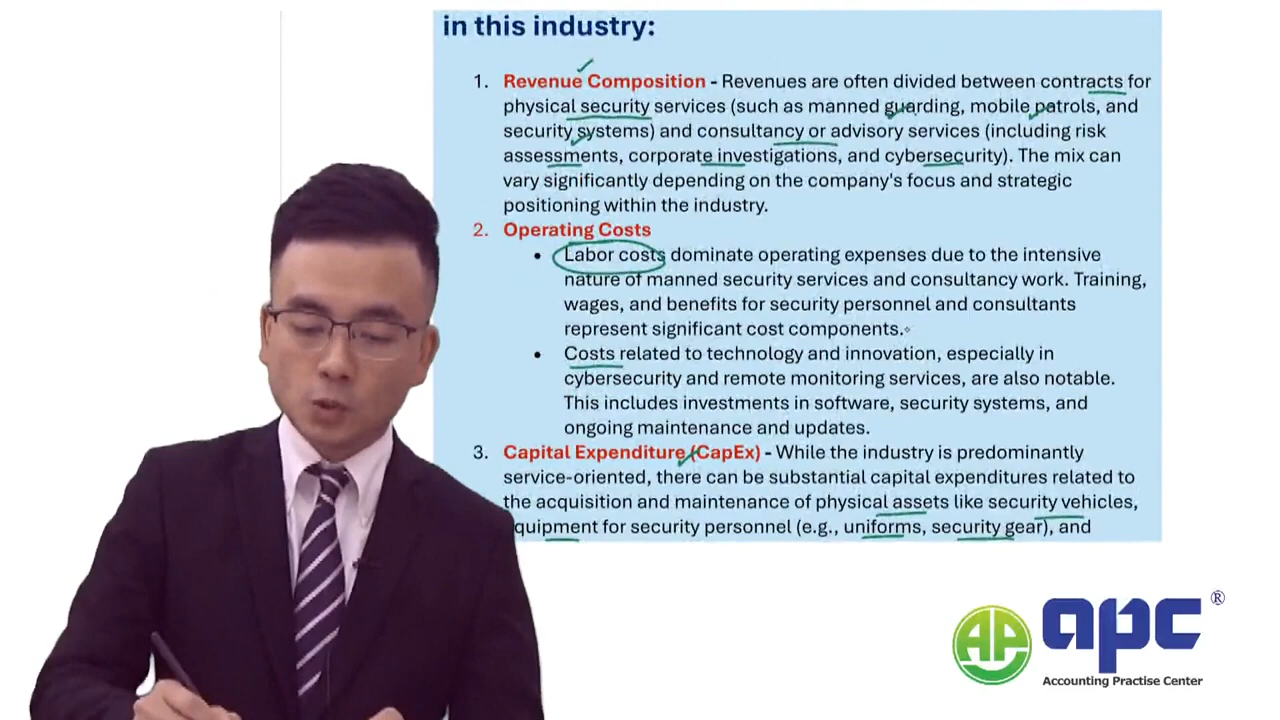 in this industry:
1. Revenue Composition - Revenues are often divided between contracts for
physical security services (such as manned guarding, mobile patrols, and
security systems) and consultancy or advisory services (including risk
assessments, corporate investigations, and cybersecurity). The mix can
vary significantly depending on the company's focus and strategic
positioning within the industry.
2. Operating Costs
• Labor costs dominate operating expenses due to the intensive
nature of manned security services and consultancy work. Training,
wages, and benefits for security personnel and consultants
represent significant cost components.
• Costs related to technology and innovation, especially in
cybersecurity and remote monitoring services, are also notable.
This includes investments in software, security systems, and
ongoing maintenance and updates.
3. Capital Expenditure (CapEx) - While the industry is predominantly
service-oriented, there can be substantial capital expenditures related to
the acquisition and maintenance of physical assets like security vehicles,
equipment for security personnel (e.g., uniforms, security gear), and
AP apc ®
Accounting Practise Center